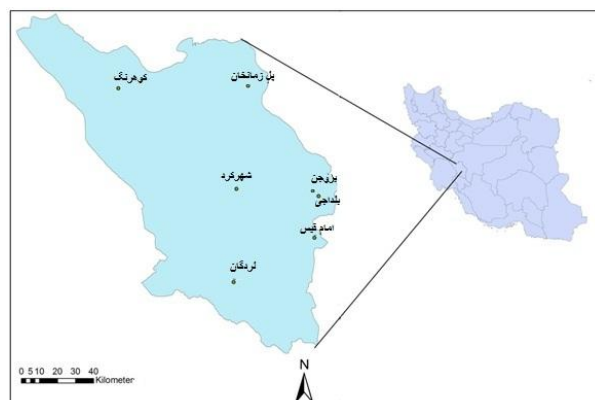 کوهرنگ
پل زمانخان
شهرکرد
بروجن
بلداجی
امام قیس
لردگان
0 5 10 20 30 40
Kilometer
N